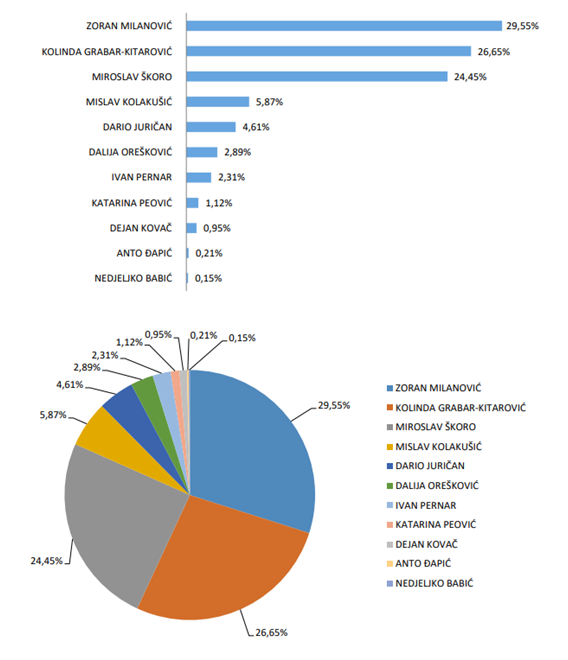 ZORAN MILANOVIĆ 29,55%
KOLINDA GRABAR-KITAROVIĆ 26,65%
MIROSLAV ŠKORO 24,45%
MISLAV KOLAKUŠIĆ 5,87%
DARIO JURIČAN 4,61%
DALIJA OREŠKOVIĆ 2,89%
IVAN PERNAR 2,31%
KATARINA PEOVIĆ 1,12%
DEJAN KOVAČ 0,95%
ANTO ĐAPIĆ 0,21%
NEDJELJKO BABIĆ 0,15%
0,95% 0,21% 0,15%
1,12%
2,31%
2,89%
4,61%
5,87%
29,55%
24,45%
26,65%
ZORAN MILANOVIĆ
KOLINDA GRABAR-KITAROVIĆ
MIROSLAV ŠKORO
MISLAV KOLAKUŠIĆ
DARIO JURIČAN
DALIJA OREŠKOVIĆ
IVAN PERNAR
KATARINA PEOVIĆ
DEJAN KOVAČ
ANTO ĐAPIĆ
NEDJELJKO BABIĆ